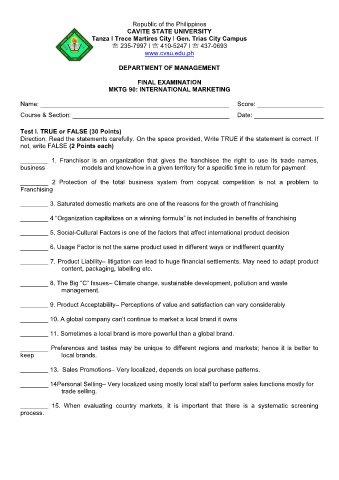 Republic of the Philippines
CAVITE STATE UNIVERSITY
Tanza I Trece Martires City I Gen. Trias City Campus
☏ 235-7997 I ☏ 410-5247 I ☏ 437-0693
www.cvsu.edu.ph
DEPARTMENT OF MANAGEMENT
FINAL EXAMINATION
MKTG 90: INTERNATIONAL MARKETING
Name: ____________________ Score: ____________________
Course & Section: ____________________ Date: ____________________
Test I. TRUE or FALSE (30 Points)
Direction: Read the statements carefully. On the space provided, Write TRUE if the statement is correct. If
not, write FALSE (2 Points each)
________ 1. Franchisor is an organization that gives the franchisee the right to use its trade names,
business models and know-how in a given territory for a specific time in return for payment
________ 2 Protection of the total business system from copycat competition is not a problem to
Franchising
________ 3. Saturated domestic markets are one of the reasons for the growth of franchising
________ 4 “Organization capitalizes on a winning formula” is not included in benefits of franchising
________ 5. Social-Cultural Factors is one of the factors that affect international product decision
________ 6. Usage Factor is not the same product used in different ways or indifferent quantity
________ 7. Product Liability– litigation can lead to huge financial settlements. May need to adapt product
content, packaging, labelling etc.
________ 8. The Big “C” Issues– Climate change, sustainable development, pollution and waste
management.
________ 9. Product Acceptability– Perceptions of value and satisfaction can vary considerably
________ 10. A global company can't continue to market a local brand it owns
________ 11. Sometimes a local brand is more powerful than a global brand.
________ Preferences and tastes may be unique to different regions and markets; hence it is better to
keep local brands.
________ 13. Sales Promotions– Very localized, depends on local purchase patterns.
________ 14Personal Selling– Very localized using mostly local staff to perform sales functions mostly for
trade selling.
________ 15. When evaluating country markets, it is important that there is a systematic screening
process.